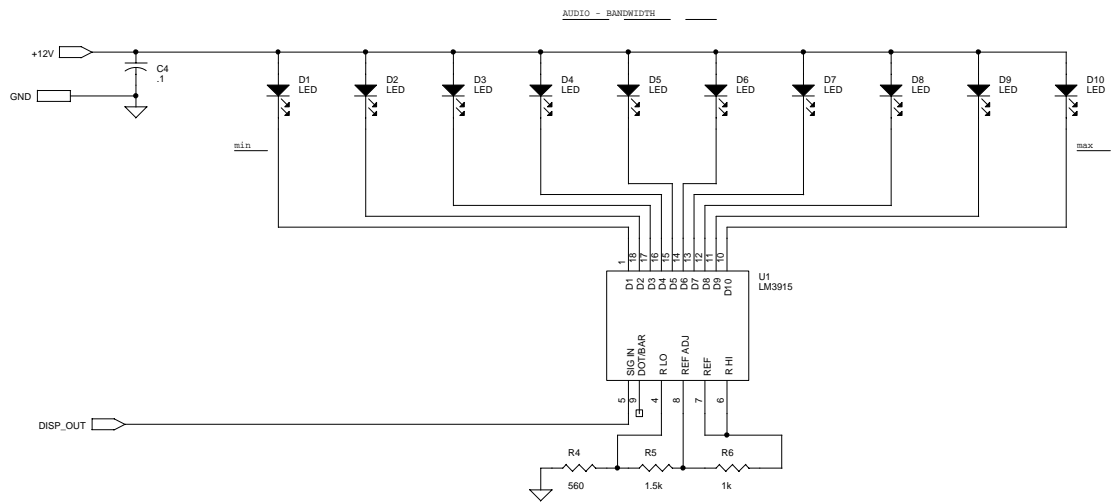 AUDIO - BANDWIDTH
+12V
C4
.1
GND
D1
LED
D2
LED
D3
LED
D4
LED
D5
LED
D6
LED
D7
LED
D8
LED
D9
LED
D10
LED
min
max
1 18 17 16 15 14 13 12 11 10
D1 D2 D3 D4 D5 D6 D7 D8 D9 D10
U1
LM3915
SIG IN
DOT/BAR
R LO
REF ADJ
REF
R HI
5 9 4 8 7 6
DISP_OUT
R4
560
R5
1.5k
R6
1k